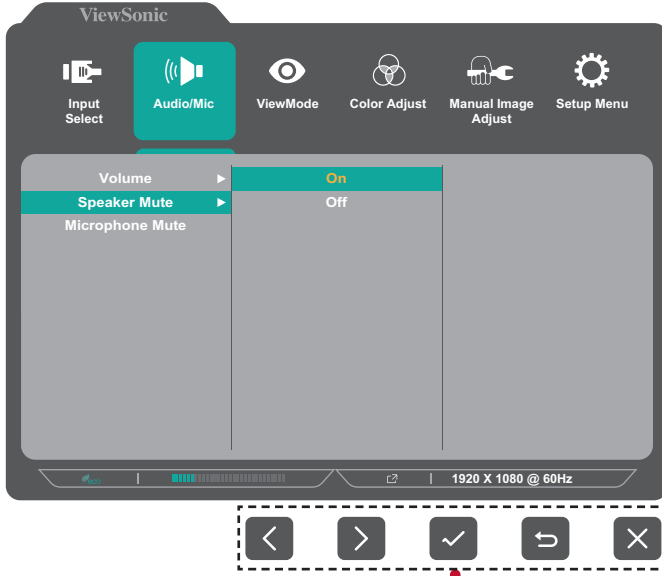 ViewSonic
Input
Select
Audio/Mic
ViewMode
Color Adjust
Manual Image
Adjust
Setup Menu
Volume
On
Speaker Mute
Off
Microphone Mute
eco
1920 X 1080 @ 60Hz